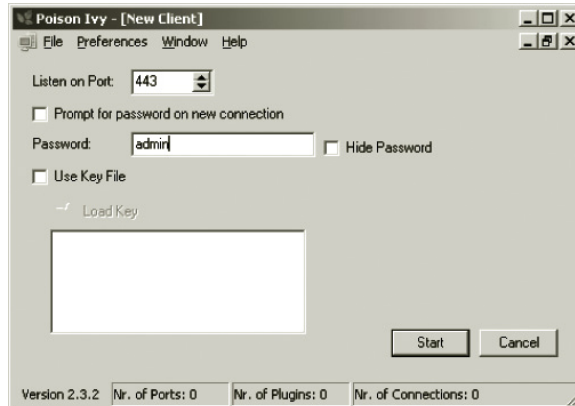 Poison Ivy - [New Client]
File Preferences Window Help
Listen on Port: 443
Prompt for password on new connection
Password: admin Hide Password
Use Key File
Load Key
Start Cancel
Version 2.3.2 Nr. of Ports: 0 Nr. of Plugins: 0 Nr. of Connections: 0